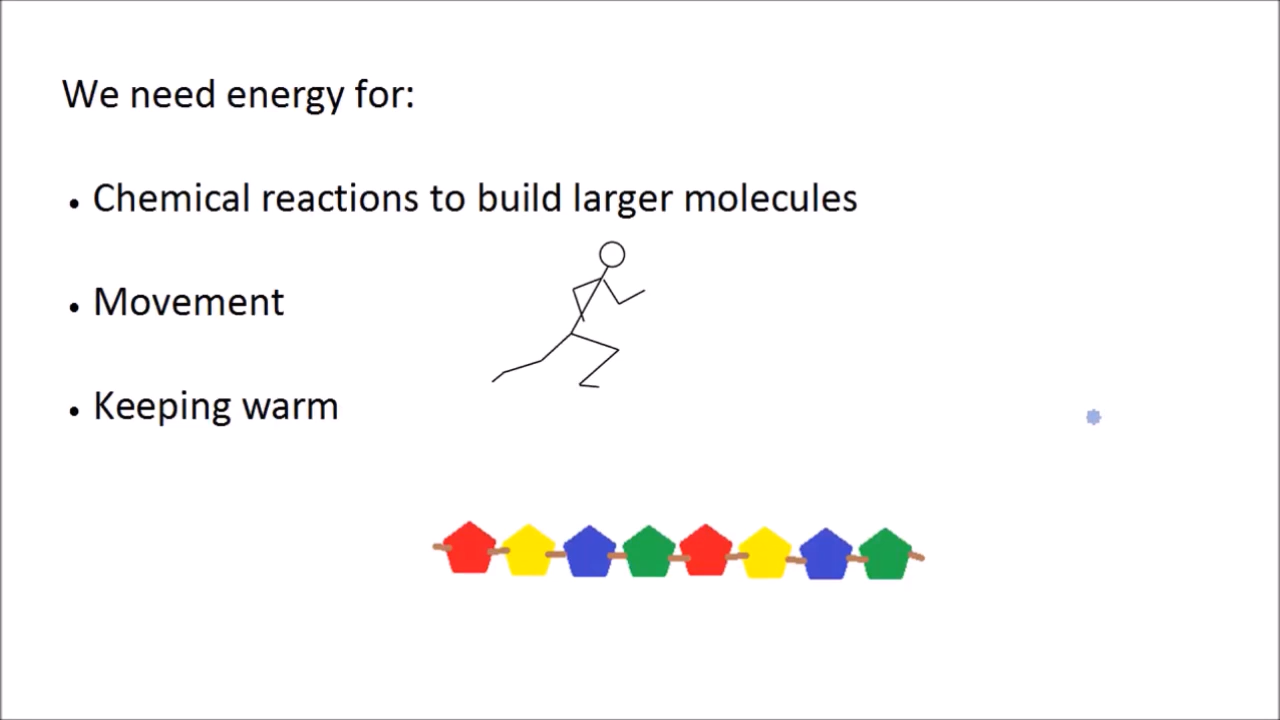 We need energy for:
• Chemical reactions to build larger molecules
• Movement
• Keeping warm